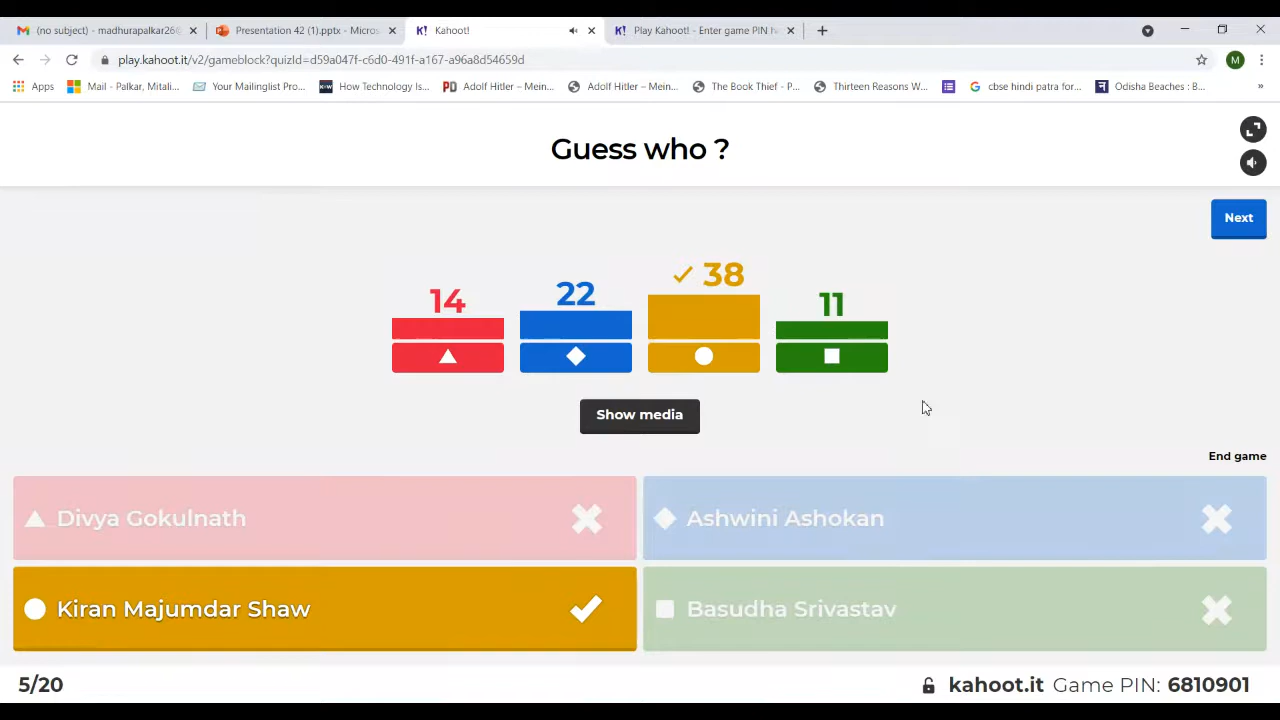 (no subject) - madhurapalkar26@
Presentation 42 (1).pptx - Micros
Kahoot!
Play Kahoot! - Enter game PIN h
play.kahoot.it/v2/gameblock?quizId=d59a047f-c6d0-491f-a167-a96a8d54659d
M
Apps
Mail - Palkar, Mitali...
Your Mailinglist Pro...
How Technology Is...
Adolf Hitler – Mein...
Adolf Hitler – Mein...
The Book Thief - P...
Thirteen Reasons W...
cbse hindi patra for...
Odisha Beaches : B...
Guess who ?
Next
14
22
38
11
Show media
End game
Divya Gokulnath
Ashwini Ashokan
Kiran Majumdar Shaw
Basudha Srivastav
5/20
kahoot.it Game PIN: 6810901